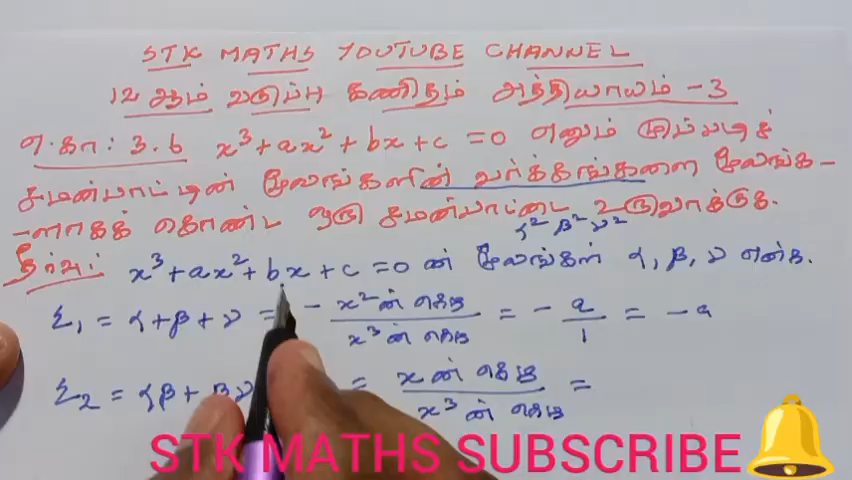 STK MATHS YOUTUBE CHANNEL
12 ஆம் வகுப்பு கணிதம் அத்தியாயம் - 3
எ.கா: 3.6 x³ + ax² + bx + c = 0 எனும் முப்படிச்
சமன்பாட்டின் மூலங்களின் வர்க்கங்களை மூலங்க-
-ளாகக் கொண்ட ஒரு சமன்பாட்டை உருவாக்குக.
α² β² γ²
தீர்வு: x³ + ax² + bx + c = 0 ன் மூலங்கள் α, β, γ என்க.
Σ₁ = α + β + γ = - x² ன் கெழு / x³ ன் கெழு = - a/1 = - a
Σ₂ = αβ + βγ = x ன் கெழு / x³ ன் கெழு =
STK MATHS SUBSCRIBE